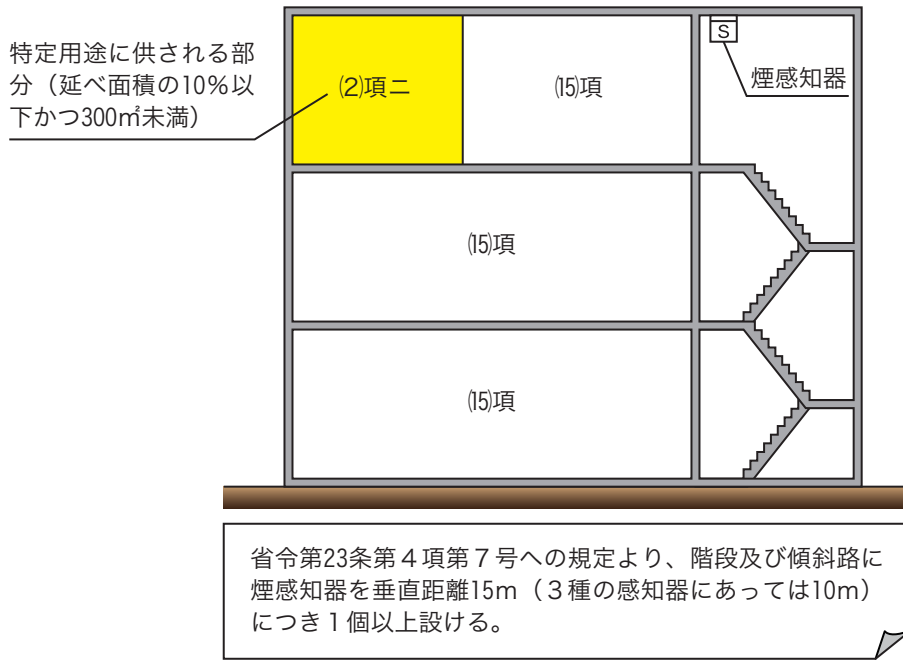 特定用途に供される部
分（延べ面積の10％以
下かつ300㎡未満）
⑵項ニ
⒂項
S
煙感知器
⒂項
⒂項
省令第23条第４項第７号への規定より、階段及び傾斜路に
煙感知器を垂直距離15m（３種の感知器にあっては10m）
につき１個以上設ける。